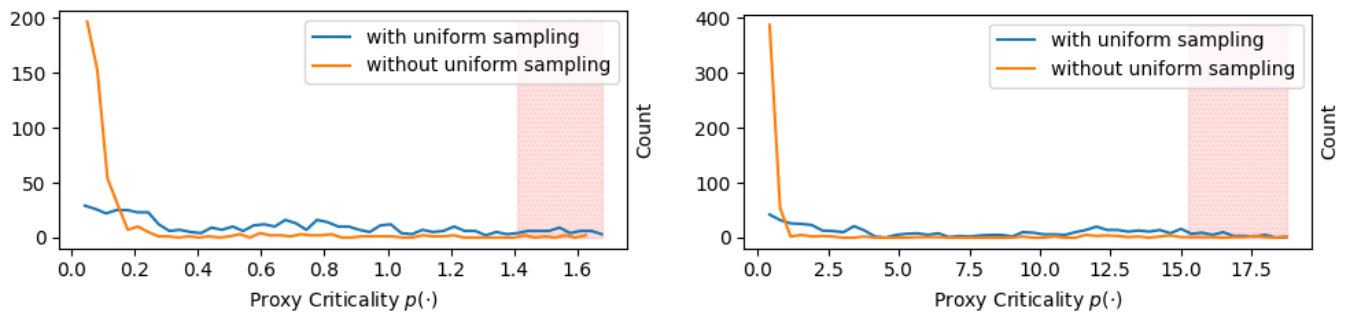 200
150
100
50
0
with uniform sampling
without uniform sampling
0.0 0.2 0.4 0.6 0.8 1.0 1.2 1.4 1.6
Proxy Criticality p(·)
Count
400
300
200
100
0
with uniform sampling
without uniform sampling
0.0 2.5 5.0 7.5 10.0 12.5 15.0 17.5
Proxy Criticality p(·)
Count